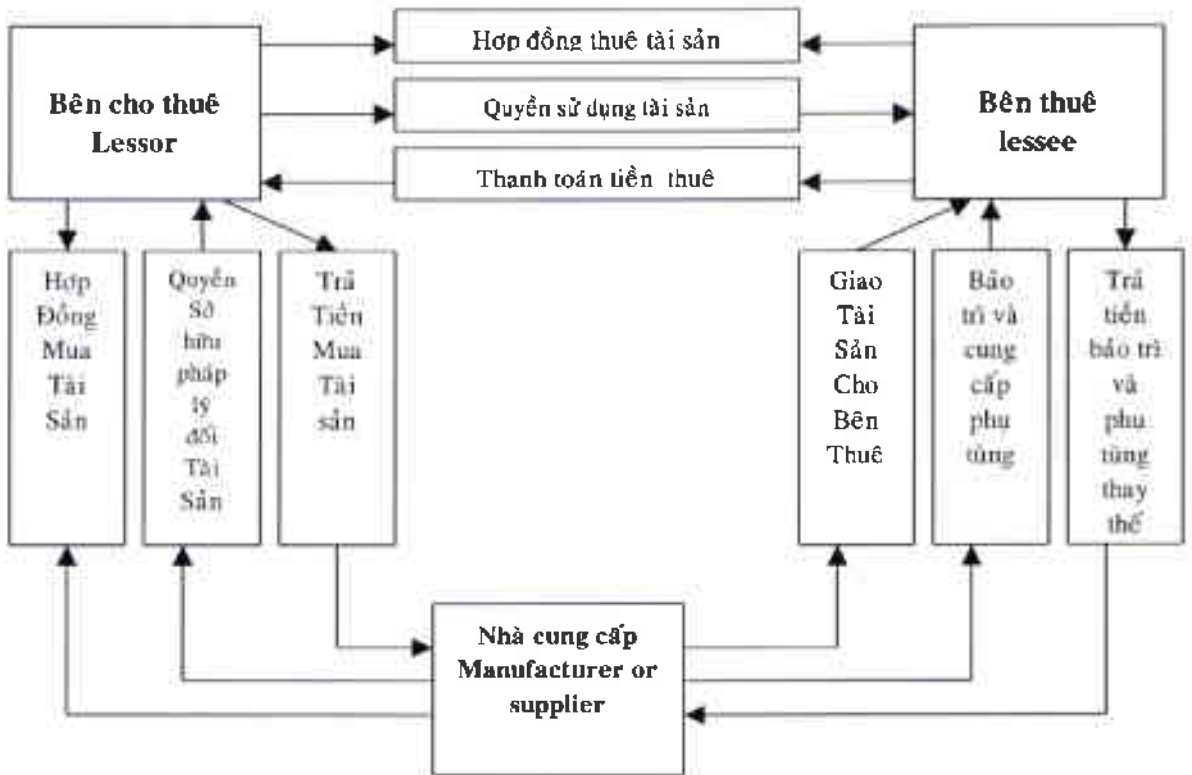 Hơp đồng thuê tài sản
Bên cho thuê
Lessor
Quyền sử dụng tài sản
Bên thuê
lessee
Thanh toán tiền thuê
Hơp
Đồng
Mua
Tài
Sản
Quyền
Sở
hữu
pháp
lý
đối
Tài
Sản
Trả
Tiền
Mua
Tài
sản
Giao
Tài
Sản
Cho
Bên
Thuê
Bảo
trì và
cung
cấp
phụ
tùng
Trả
tiền
bảo trì
và
phụ
tùng
thay
thế
Nhà cung cấp
Manufacturer or
supplier